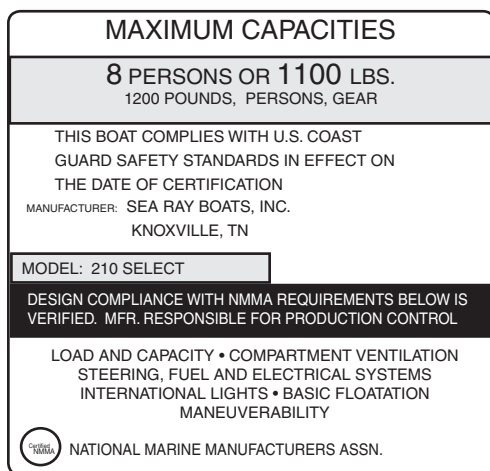 MAXIMUM CAPACITIES
8 PERSONS OR 1100 LBS.
1200 POUNDS, PERSONS, GEAR
THIS BOAT COMPLIES WITH U.S. COAST
GUARD SAFETY STANDARDS IN EFFECT ON
THE DATE OF CERTIFICATION
MANUFACTURER: SEA RAY BOATS, INC.
KNOXVILLE, TN
MODEL: 210 SELECT
DESIGN COMPLIANCE WITH NMMA REQUIREMENTS BELOW IS
VERIFIED. MFR. RESPONSIBLE FOR PRODUCTION CONTROL
LOAD AND CAPACITY • COMPARTMENT VENTILATION
STEERING, FUEL AND ELECTRICAL SYSTEMS
INTERNATIONAL LIGHTS • BASIC FLOATATION
MANEUVERABILITY
Certified
NMMA
NATIONAL MARINE MANUFACTURERS ASSN.